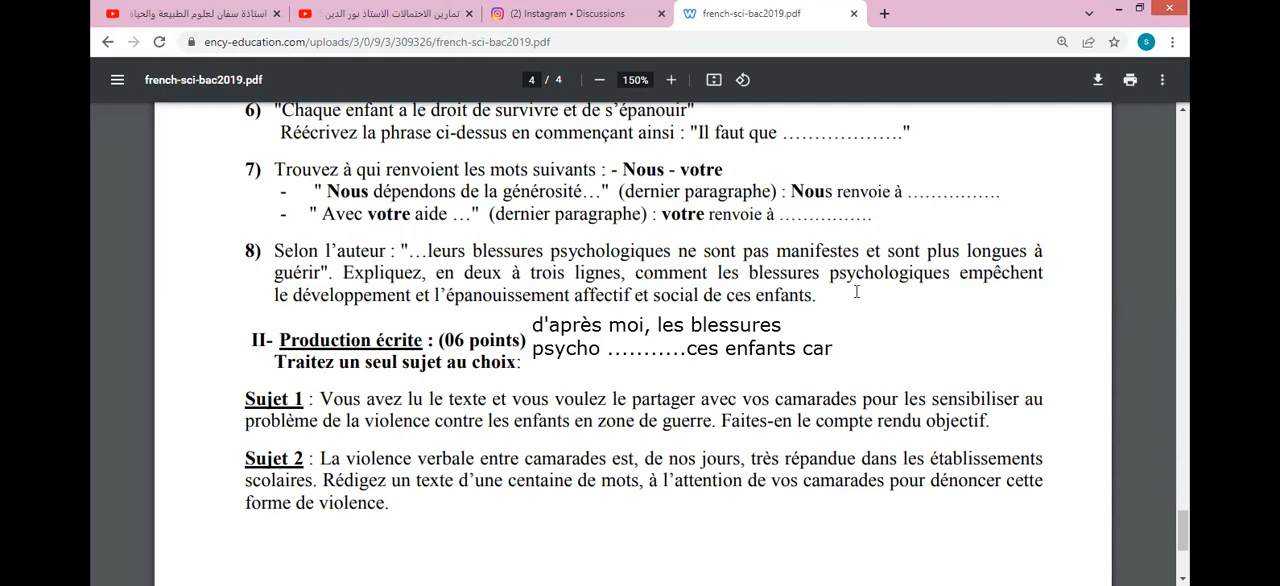 استاذة سفان لعلوم الطبيعة والحياة
تمارين الاحتمالات الاستاذ نور الدين
(2) Instagram • Discussions
french-sci-bac2019.pdf
ency-education.com/uploads/3/0/9/3/309326/french-sci-bac2019.pdf
s
french-sci-bac2019.pdf
4 / 4
150%
6) "Chaque enfant a le droit de survivre et de s'épanouir"
Réécrivez la phrase ci-dessus en commençant ainsi : "Il faut que ………………."
7) Trouvez à qui renvoient les mots suivants : - Nous - votre
- " Nous dépendons de la générosité…" (dernier paragraphe) : Nous renvoie à ……………
- " Avec votre aide …" (dernier paragraphe) : votre renvoie à ……………
8) Selon l'auteur : "…leurs blessures psychologiques ne sont pas manifestes et sont plus longues à
guérir". Expliquez, en deux à trois lignes, comment les blessures psychologiques empêchent
le développement et l'épanouissement affectif et social de ces enfants.
d'après moi, les blessures
psycho ...........ces enfants car
II- Production écrite : (06 points)
Traitez un seul sujet au choix:
Sujet 1 : Vous avez lu le texte et vous voulez le partager avec vos camarades pour les sensibiliser au
problème de la violence contre les enfants en zone de guerre. Faites-en le compte rendu objectif.
Sujet 2 : La violence verbale entre camarades est, de nos jours, très répandue dans les établissements
scolaires. Rédigez un texte d'une centaine de mots, à l'attention de vos camarades pour dénoncer cette
forme de violence.